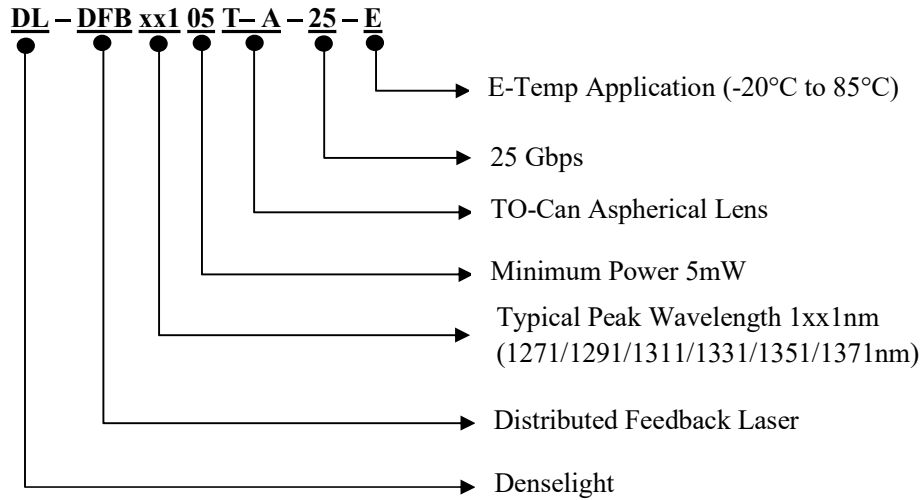 DL – DFB xx1 05 T– A – 25 – E
E-Temp Application (-20°C to 85°C)
25 Gbps
TO-Can Aspherical Lens
Minimum Power 5mW
Typical Peak Wavelength 1xx1nm
(1271/1291/1311/1331/1351/1371nm)
Distributed Feedback Laser
Denselight